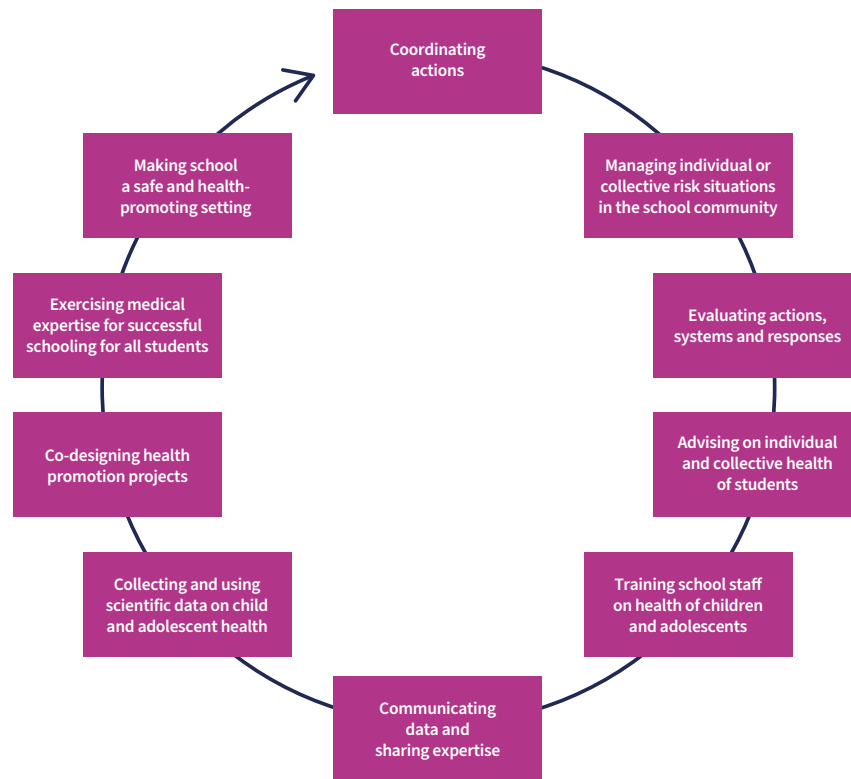 Coordinating
actions
Managing individual or
collective risk situations
in the school community
Evaluating actions,
systems and responses
Advising on individual
and collective health
of students
Training school staff
on health of children
and adolescents
Communicating
data and
sharing expertise
Collecting and using
scientific data on child
and adolescent health
Co-designing health
promotion projects
Exercising medical
expertise for successful
schooling for all students
Making school
a safe and health-
promoting setting